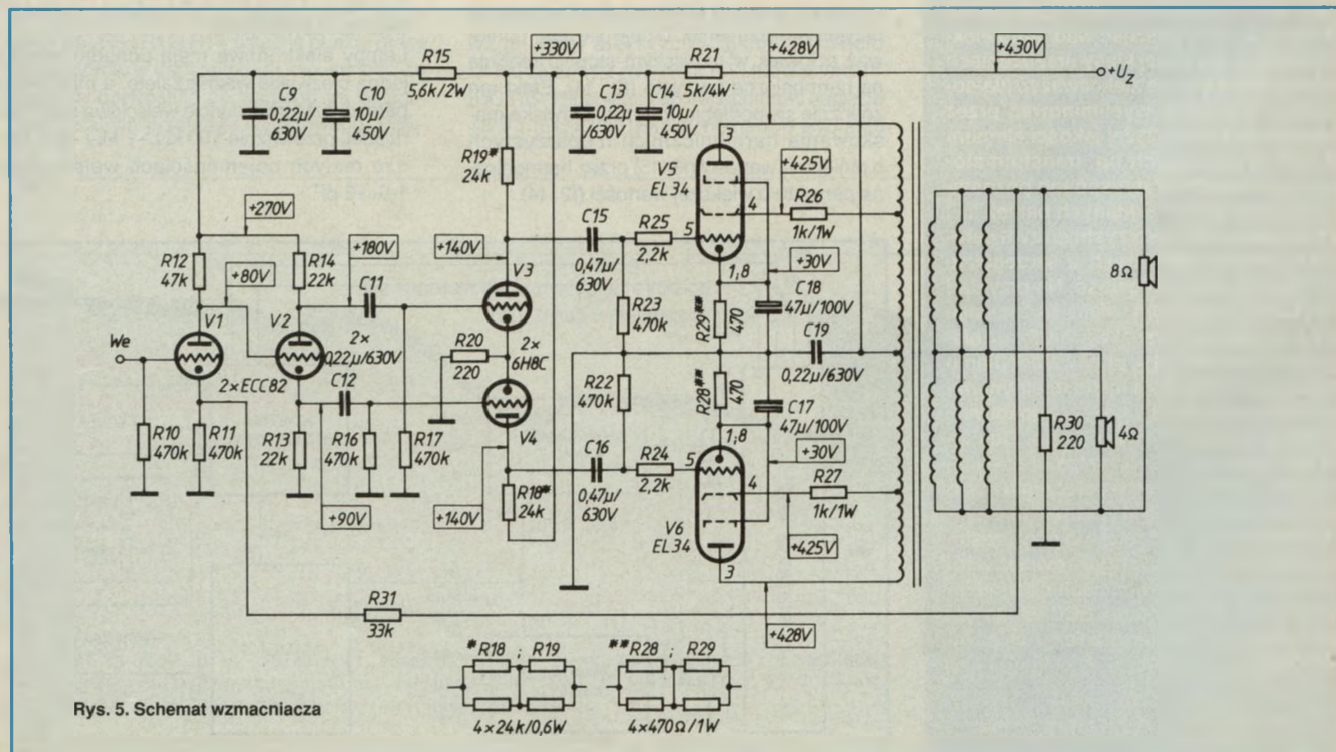 R15
5,6k/2W
+330V
R21
5k/4W
+428V
+430V
+Uz
C9
0,22µ/
630V
C10
10µ/
450V
C13
0,22µ
/630V
C14
10µ/
450V
3
+425V
R19*
24k
V5
EL34
4
R26
1k/1W
+270V
C15
0,47µ/
630V
R25
2,2k
5
R12
47k
+80V
R14
22k
+180V
C11
+140V
V3
1;8
+30V
8Ω
C18
47µ/100V
R23
470k
R29**
470
We
V1
V2
2×
0,22µ/630V
R20
220
2×
6H8C
C19
0,22µ/630V
2×ECC82
C12
R22
470k
R28**
470
C17
47µ/100V
V4
1;8
R30
220
4Ω
R10
470k
R11
470k
R13
22k
R16
470k
R17
470k
+140V
C16
0,47µ/
630V
R24
2,2k
5
4
+30V
R27
1k/1W
R18*
24k
+90V
V6
EL34
+425V
3
R31
33k
+428V
*R18 ; R19
4×24k/0,6W
**R28 ; R29
4×470Ω/1W
Rys. 5. Schemat wzmacniacza